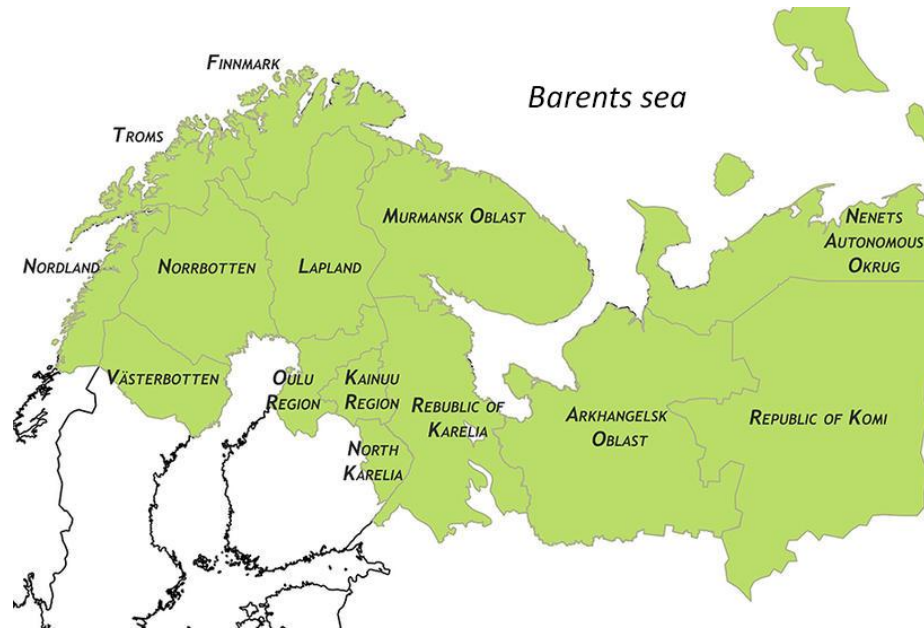 FINNMARK
Barents sea
TROMS
MURMANSK OBLAST
NENETS
AUTONOMOUS
OKRUG
NORDLAND
NORRBOTTEN
LAPLAND
VÄSTERBOTTEN
OULU
REGION
KAINUU
REGION
REBUBLIC OF
KARELIA
ARKHANGELSK
OBLAST
REPUBLIC OF KOMI
NORTH
KARELIA